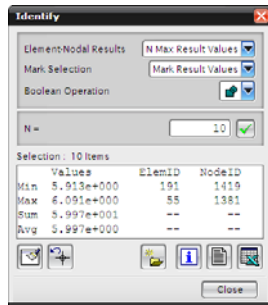 Identify
Element-Nodal Results N Max Result Values
Mark Selection Mark Result Values
Boolean Operation
N = 10
Selection : 10 Items
Values ElemID NodeID
Min 5.913e+000 191 1419
Max 6.091e+000 55 1381
Sum 5.997e+001 -- --
Avg 5.997e+000 -- --
Close